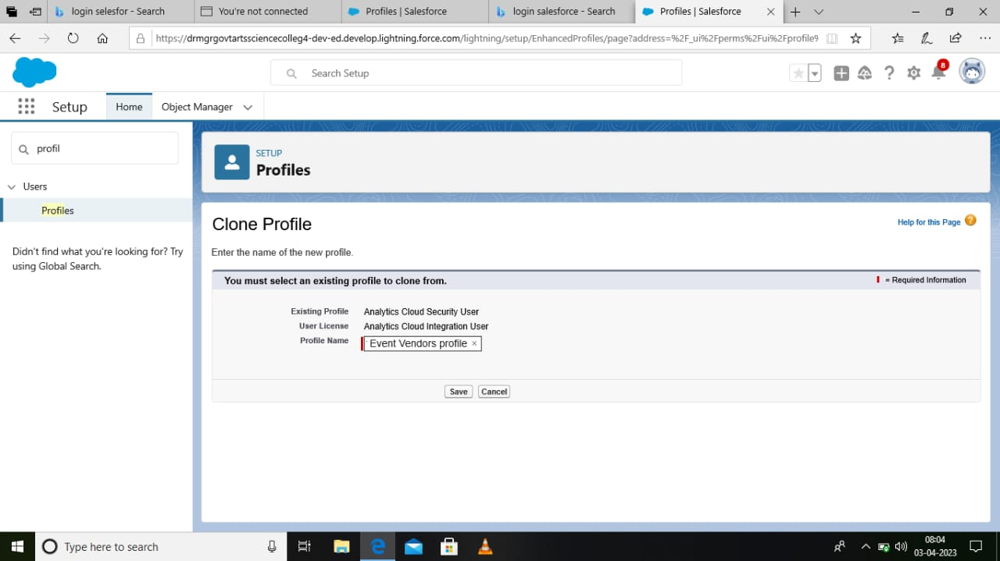 login selesfor - Search
You're not connected
Profiles | Salesforce
login salesforce - Search
Profiles | Salesforce
https://drmgrgovtartssciencecolleg4-dev-ed.develop.lightning.force.com/lightning/setup/EnhancedProfiles/page?address=%2F_ui%2Fperms%2Fui%2Fprofile9
Search Setup
8
Setup
Home
Object Manager
profil
Users
Profiles
Didn't find what you're looking for? Try
using Global Search.
SETUP
Profiles
Clone Profile
Help for this Page ?
Enter the name of the new profile.
You must select an existing profile to clone from.
= Required Information
Existing Profile Analytics Cloud Security User
User License Analytics Cloud Integration User
Profile Name Event Vendors profile
Save Cancel
Type here to search
08:04
03-04-2023